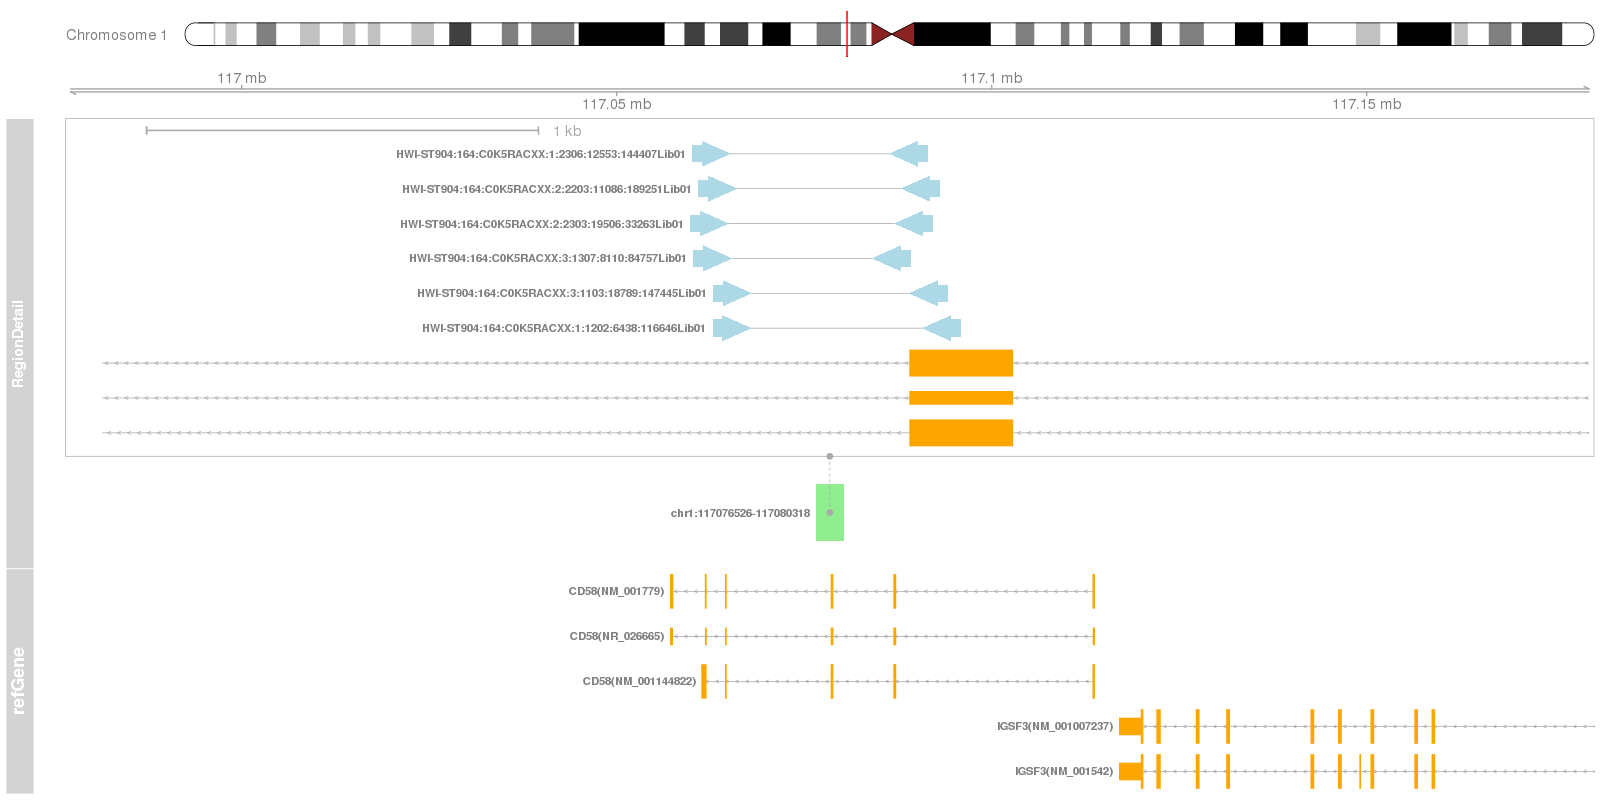 Chromosome 1
117 mb
117.1 mb
117.05 mb
117.15 mb
1 kb
RegionDetail
HWI-ST904:164:C0K5RACXX:1:2306:12553:144407Lib01
HWI-ST904:164:C0K5RACXX:2:2203:11086:189251Lib01
HWI-ST904:164:C0K5RACXX:2:2303:19506:33263Lib01
HWI-ST904:164:C0K5RACXX:3:1307:8110:84757Lib01
HWI-ST904:164:C0K5RACXX:3:1103:18789:147445Lib01
HWI-ST904:164:C0K5RACXX:1:1202:6438:116646Lib01
chr1:117076526-117080318
refGene
CD58(NM_001779)
CD58(NR_026665)
CD58(NM_001144822)
IGSF3(NM_001007237)
IGSF3(NM_001542)